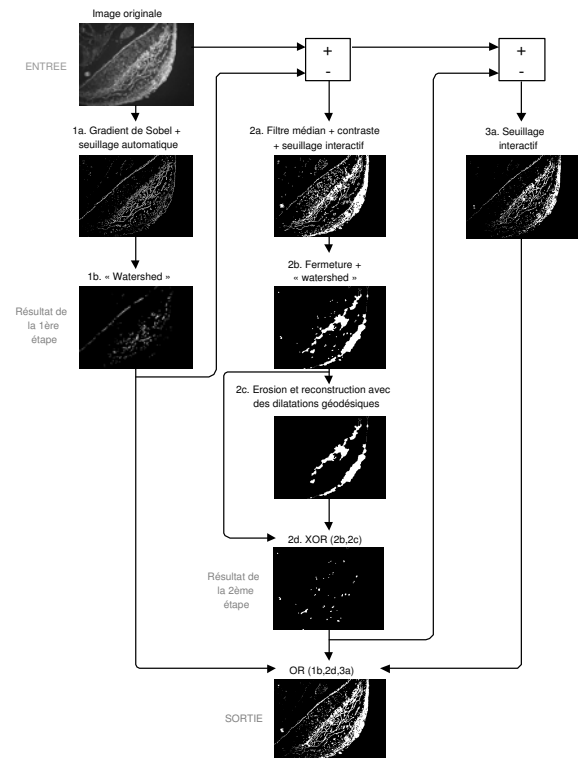 Image originale
ENTREE
+
-
+
-
1a. Gradient de Sobel +
seuillage automatique
2a. Filtre médian + contraste
+ seuillage interactif
3a. Seuillage
interactif
1b. « Watershed »
2b. Fermeture +
« watershed »
Résultat de
la 1ère
étape
2c. Erosion et reconstruction avec
des dilatations géodésiques
2d. XOR (2b,2c)
Résultat de
la 2ème
étape
OR (1b,2d,3a)
SORTIE